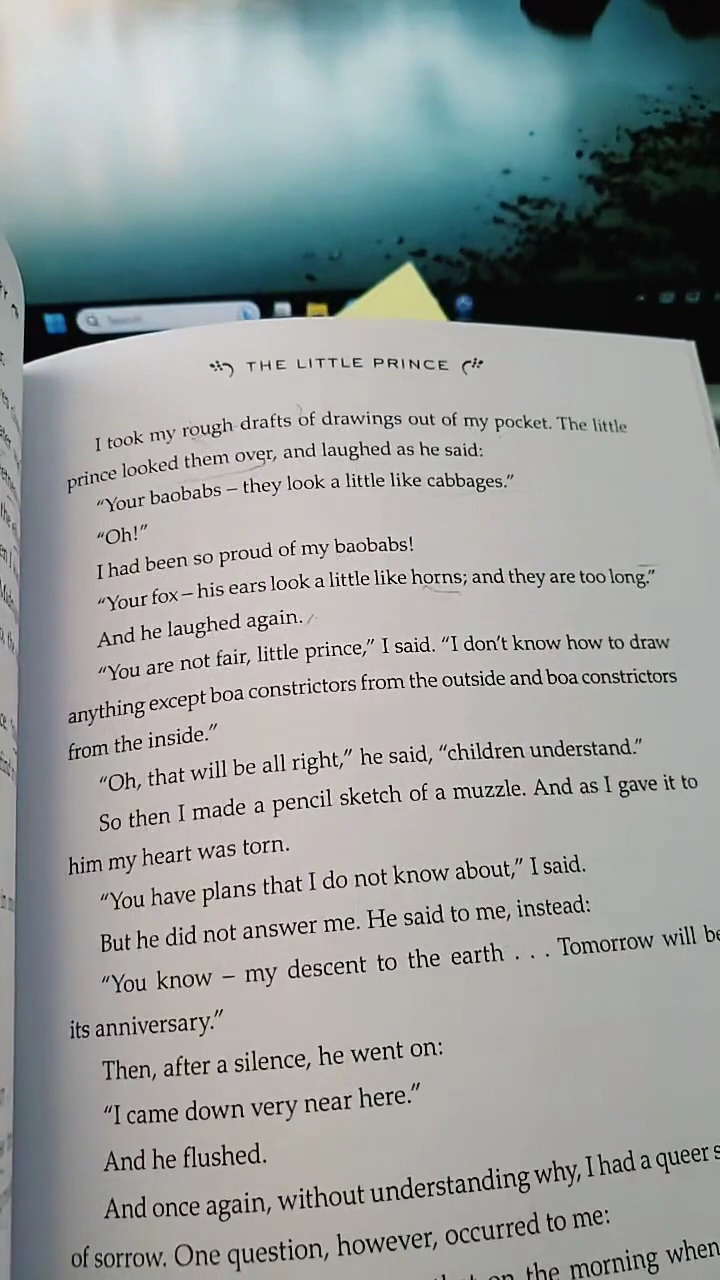 THE LITTLE PRINCE
I took my rough drafts of drawings out of my pocket. The little
prince looked them over, and laughed as he said:
“Your baobabs – they look a little like cabbages.”
“Oh!”
I had been so proud of my baobabs!
“Your fox – his ears look a little like horns; and they are too long.”
And he laughed again.
“You are not fair, little prince,” I said. “I don’t know how to draw
anything except boa constrictors from the outside and boa constrictors
from the inside.”
“Oh, that will be all right,” he said, “children understand.”
So then I made a pencil sketch of a muzzle. And as I gave it to
him my heart was torn.
“You have plans that I do not know about,” I said.
But he did not answer me. He said to me, instead:
“You know – my descent to the earth . . . Tomorrow will be
its anniversary.”
Then, after a silence, he went on:
“I came down very near here.”
And he flushed.
And once again, without understanding why, I had a queer
of sorrow. One question, however, occurred to me:
on the morning when